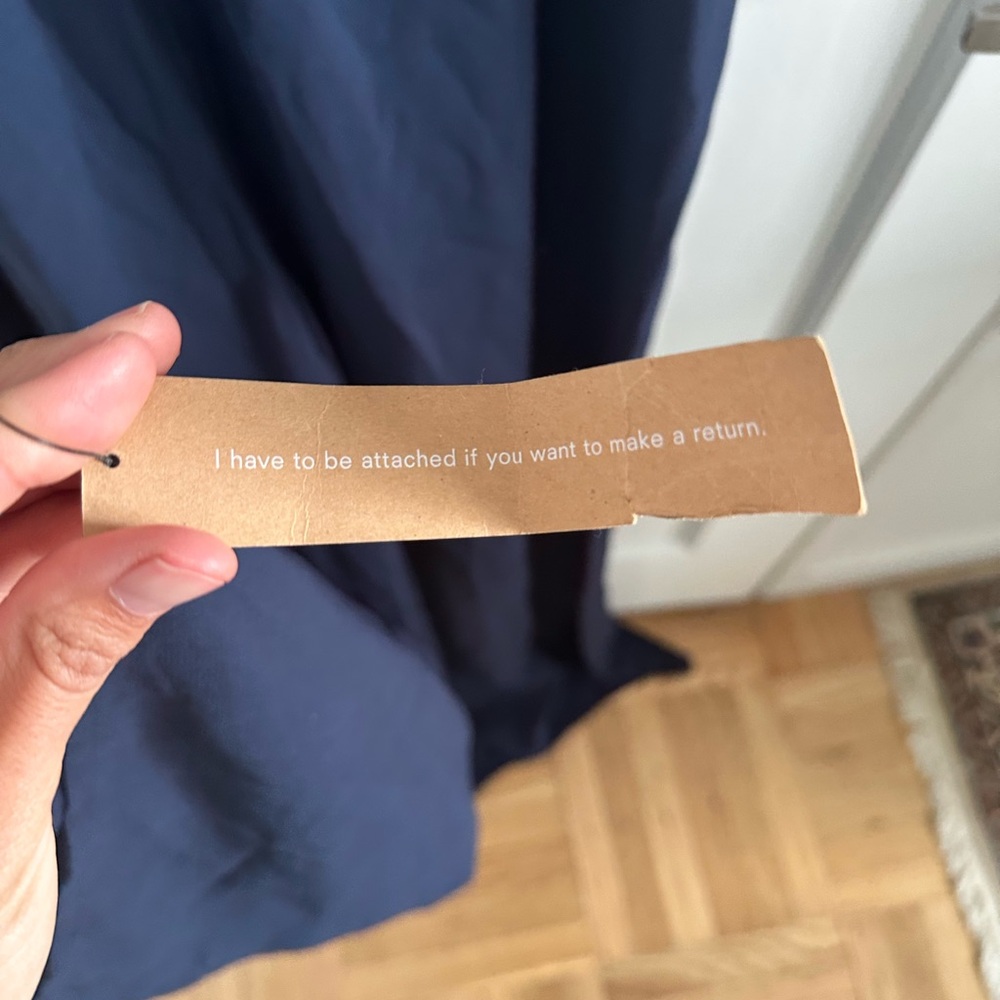 I have to be attached if you want to make a return.